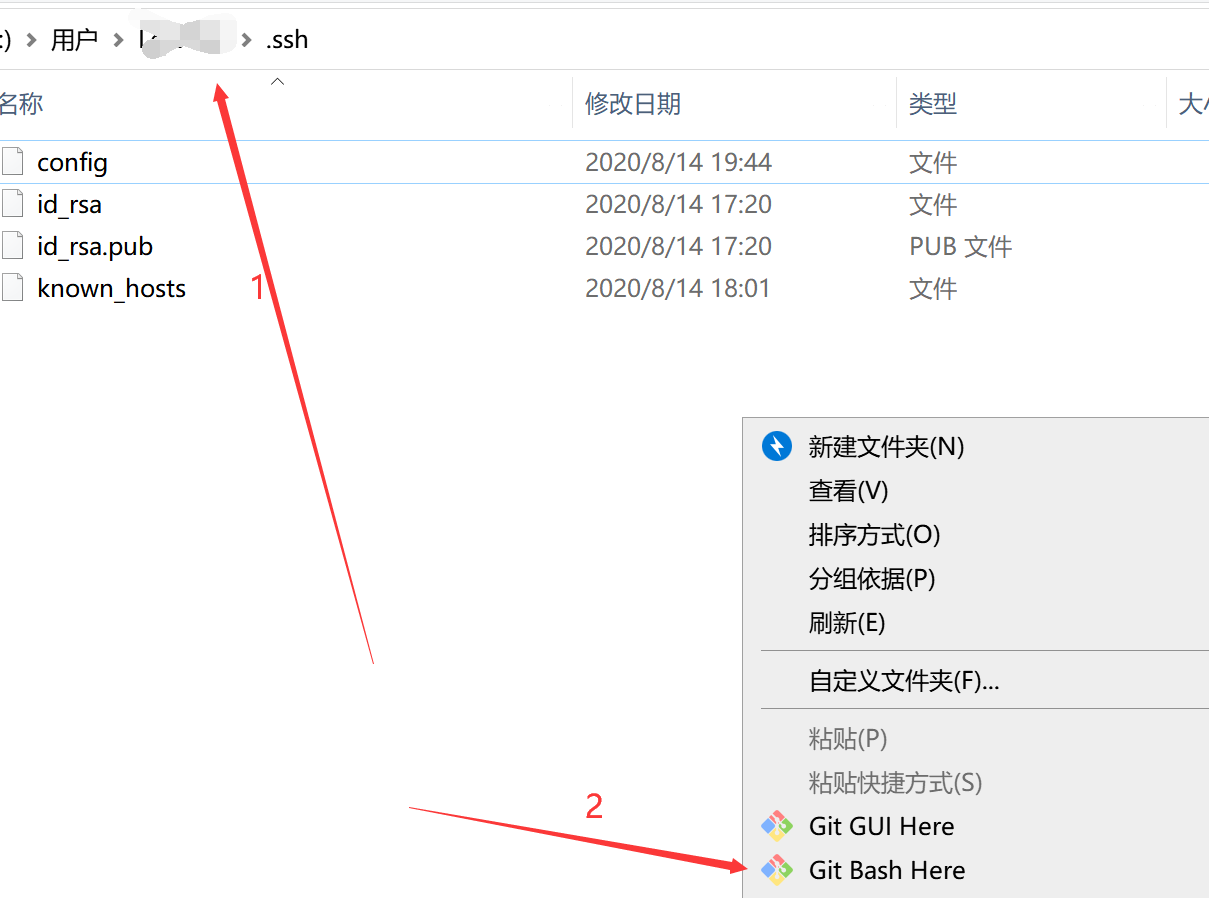 :) > 用户 > > .ssh
名称 修改日期 类型 大
config 2020/8/14 19:44 文件
id_rsa 2020/8/14 17:20 文件
id_rsa.pub 2020/8/14 17:20 PUB 文件
known_hosts 2020/8/14 18:01 文件
1
新建文件夹(N)
查看(V)
排序方式(O)
分组依据(P)
刷新(E)
自定义文件夹(F)...
粘贴(P)
粘贴快捷方式(S)
2
Git GUI Here
Git Bash Here